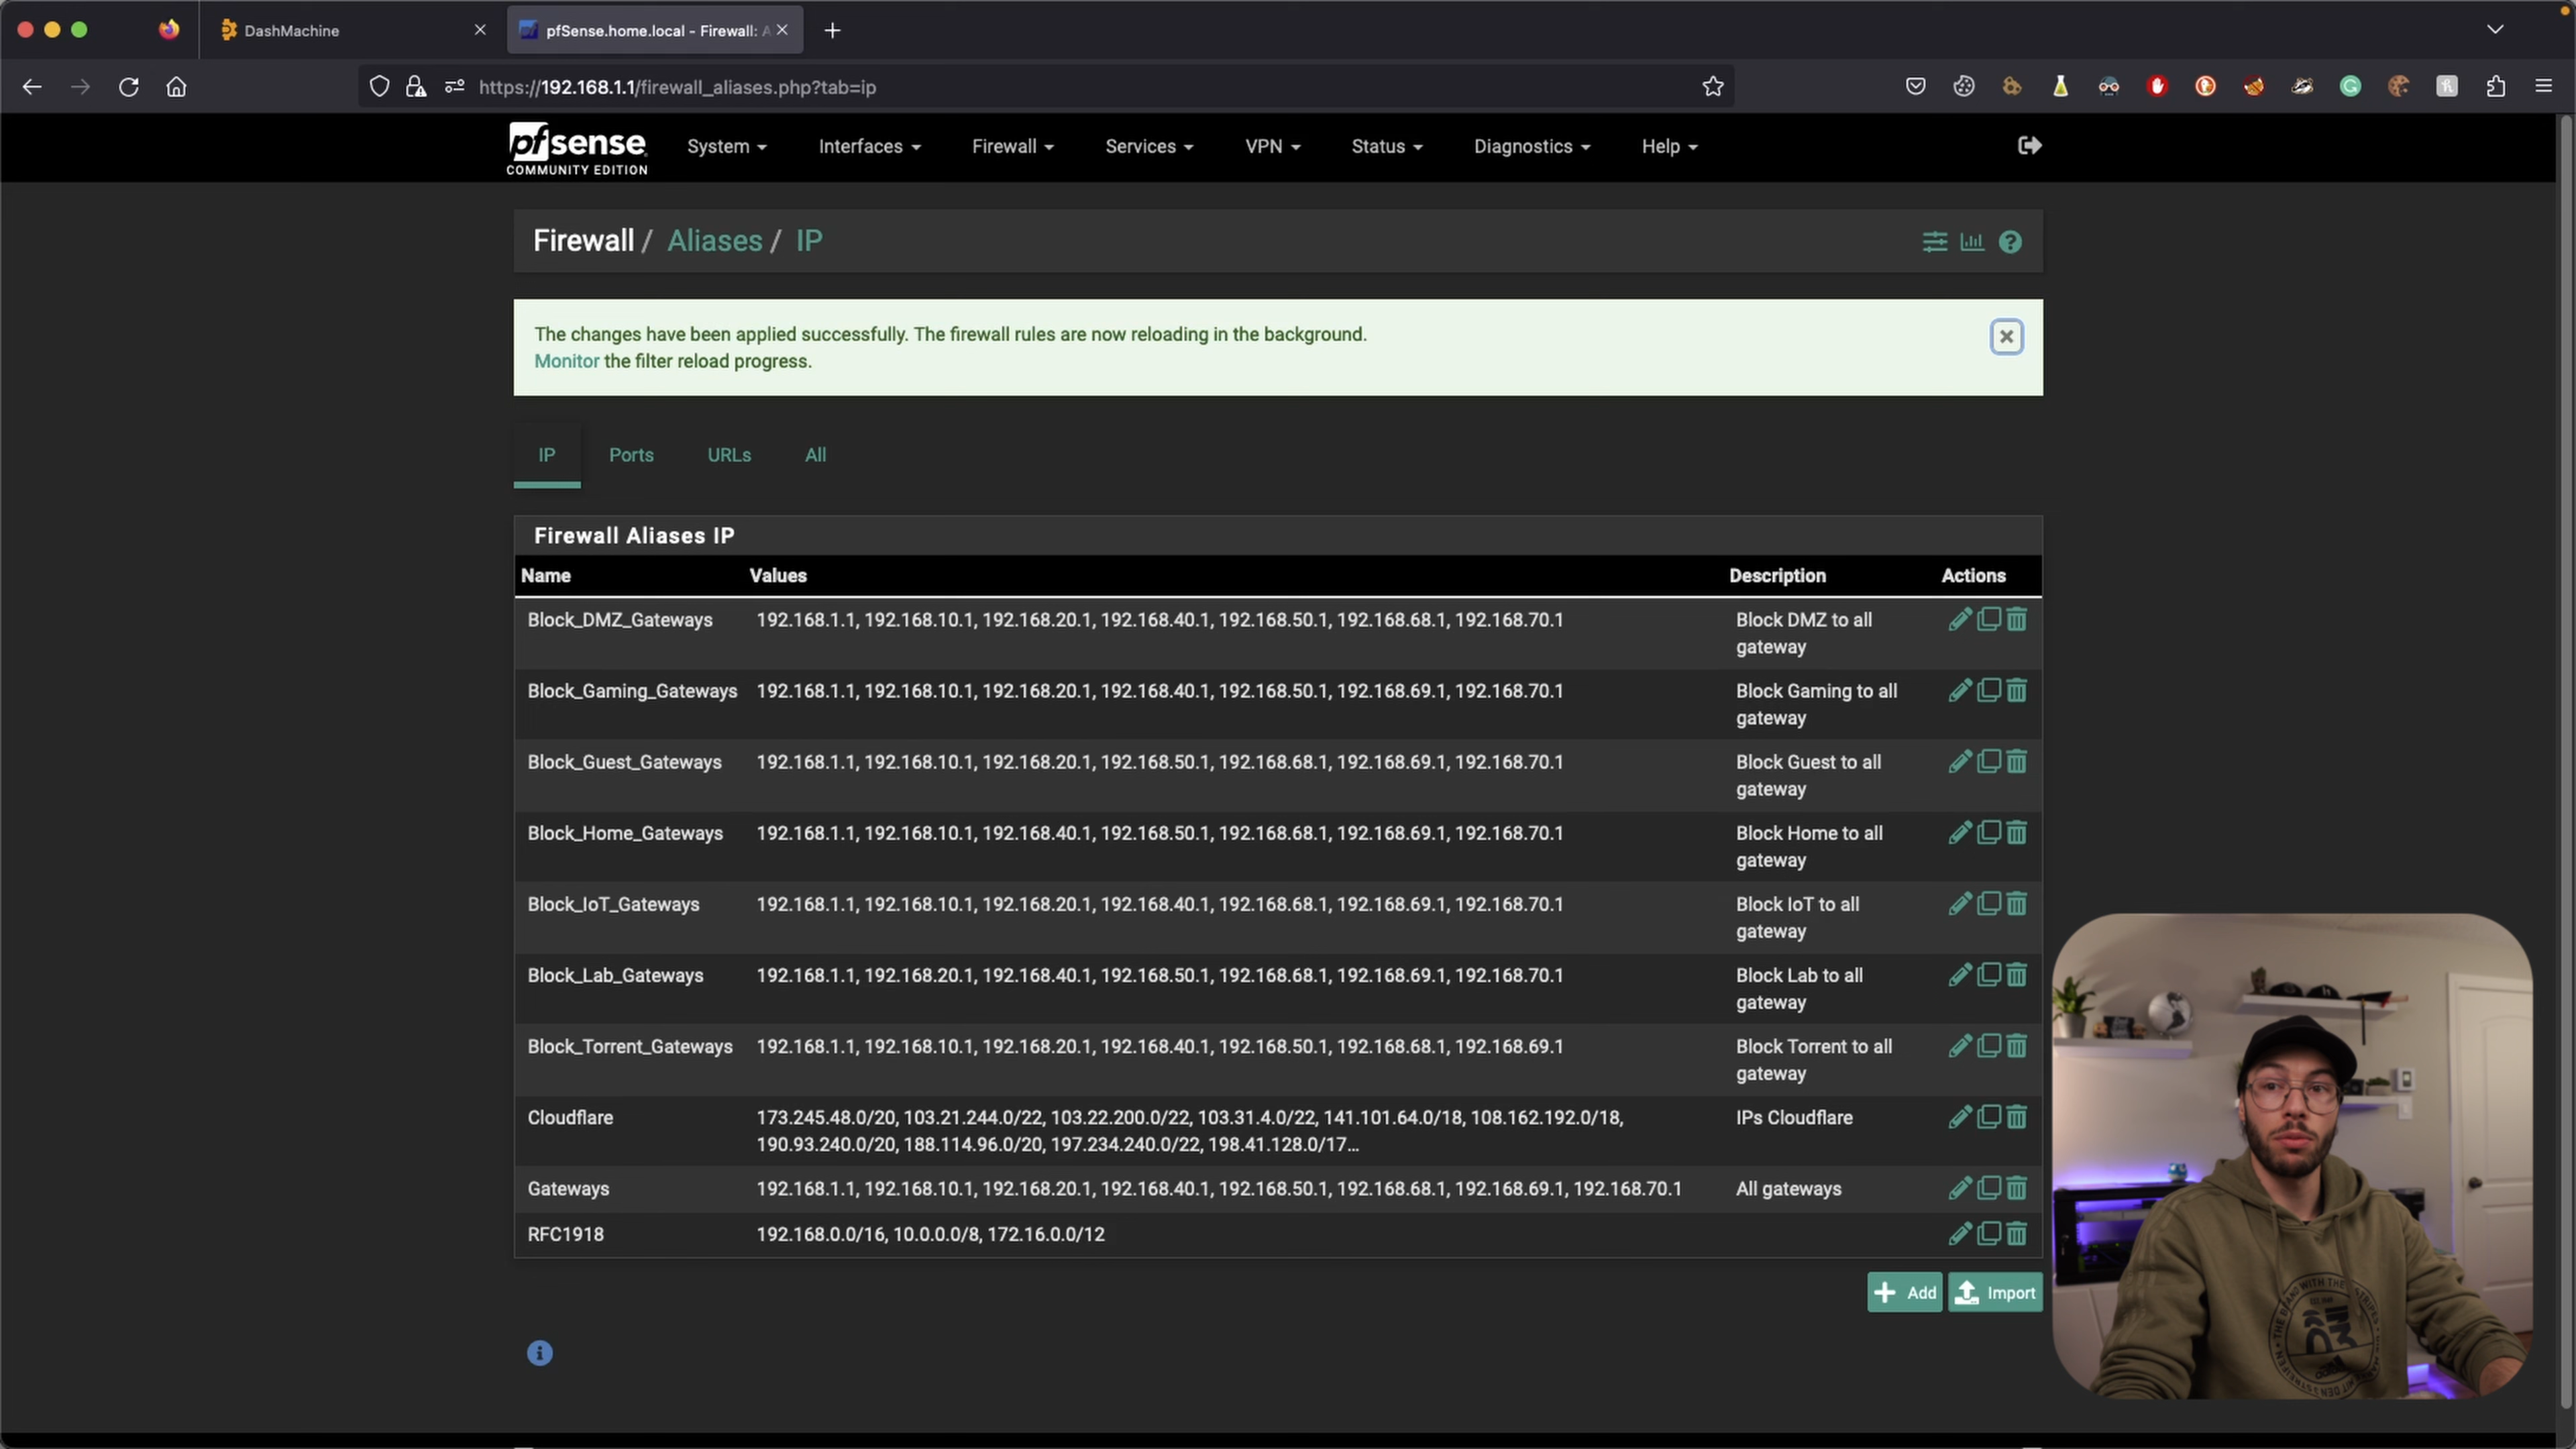 DashMachine
pfSense.home.local - Firewall: A
https://192.168.1.1/firewall_aliases.php?tab=ip
pfsense
COMMUNITY EDITION
System
Interfaces
Firewall
Services
VPN
Status
Diagnostics
Help
Firewall / Aliases / IP
The changes have been applied successfully. The firewall rules are now reloading in the background.
Monitor the filter reload progress.
IP
Ports
URLs
All
Firewall Aliases IP
Name Values Description Actions
Block_DMZ_Gateways 192.168.1.1, 192.168.10.1, 192.168.20.1, 192.168.40.1, 192.168.50.1, 192.168.68.1, 192.168.70.1 Block DMZ to all
gateway
Block_Gaming_Gateways 192.168.1.1, 192.168.10.1, 192.168.20.1, 192.168.40.1, 192.168.50.1, 192.168.69.1, 192.168.70.1 Block Gaming to all
gateway
Block_Guest_Gateways 192.168.1.1, 192.168.10.1, 192.168.20.1, 192.168.50.1, 192.168.68.1, 192.168.69.1, 192.168.70.1 Block Guest to all
gateway
Block_Home_Gateways 192.168.1.1, 192.168.10.1, 192.168.40.1, 192.168.50.1, 192.168.68.1, 192.168.69.1, 192.168.70.1 Block Home to all
gateway
Block_IoT_Gateways 192.168.1.1, 192.168.10.1, 192.168.20.1, 192.168.40.1, 192.168.68.1, 192.168.69.1, 192.168.70.1 Block IoT to all
gateway
Block_Lab_Gateways 192.168.1.1, 192.168.20.1, 192.168.40.1, 192.168.50.1, 192.168.68.1, 192.168.69.1, 192.168.70.1 Block Lab to all
gateway
Block_Torrent_Gateways 192.168.1.1, 192.168.10.1, 192.168.20.1, 192.168.40.1, 192.168.50.1, 192.168.68.1, 192.168.69.1 Block Torrent to all
gateway
Cloudflare 173.245.48.0/20, 103.21.244.0/22, 103.22.200.0/22, 103.31.4.0/22, 141.101.64.0/18, 108.162.192.0/18, IPs Cloudflare
190.93.240.0/20, 188.114.96.0/20, 197.234.240.0/22, 198.41.128.0/17...
Gateways 192.168.1.1, 192.168.10.1, 192.168.20.1, 192.168.40.1, 192.168.50.1, 192.168.68.1, 192.168.69.1, 192.168.70.1 All gateways
RFC1918 192.168.0.0/16, 10.0.0.0/8, 172.16.0.0/12
Add
Import
THE BRAND WITH THE